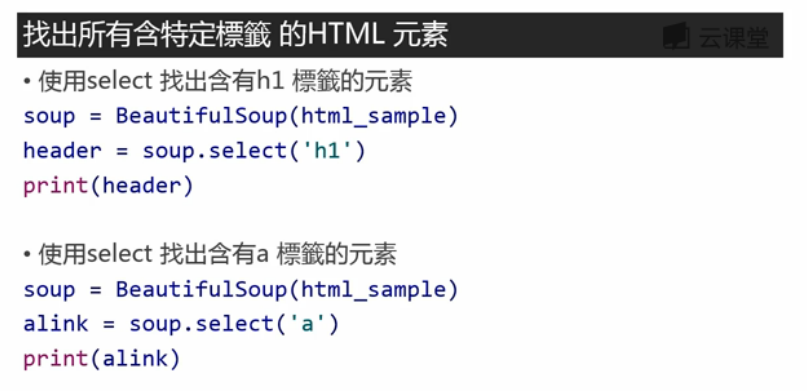 找出所有含特定標籤 的HTML 元素
云课堂
• 使用select 找出含有h1 標籤的元素
soup = BeautifulSoup(html_sample)
header = soup.select('h1')
print(header)
• 使用select 找出含有a 標籤的元素
soup = BeautifulSoup(html_sample)
alink = soup.select('a')
print(alink)